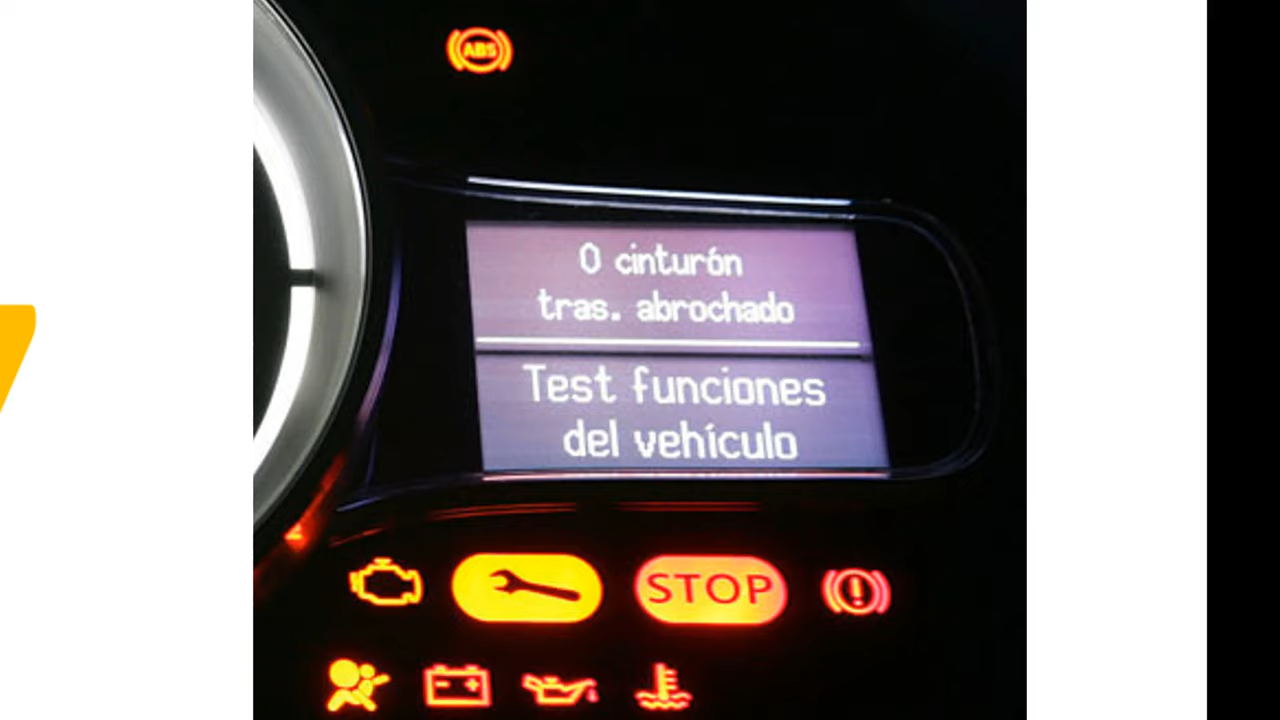 ABS
0 cinturón
tras. abrochado
Test funciones
del vehículo
STOP